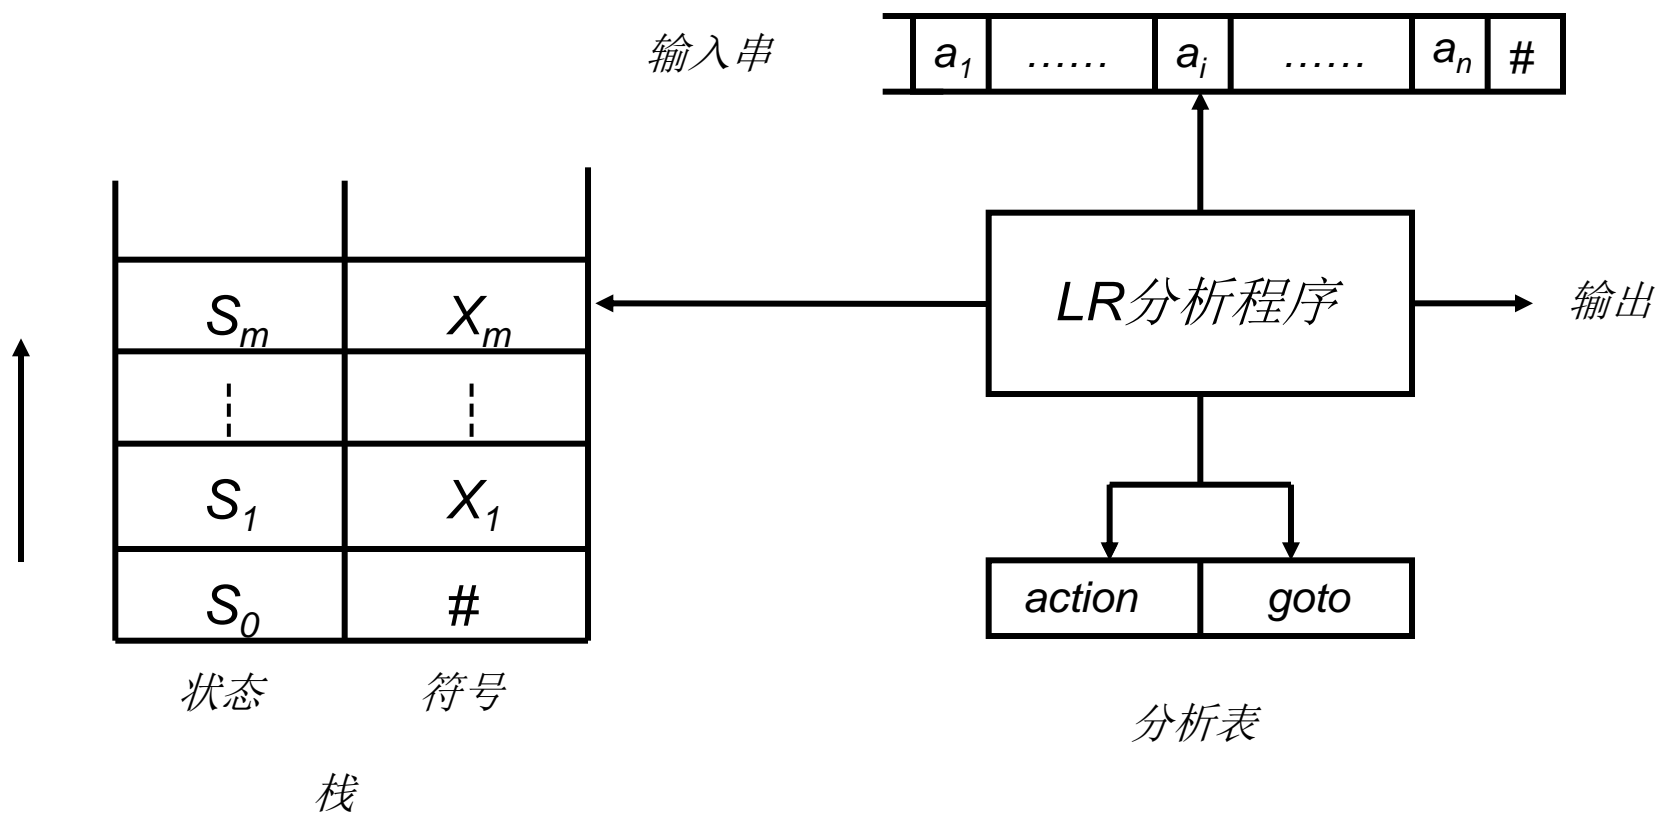 输入串 a₁ …… aᵢ …… aₙ #
Sₘ Xₘ
LR分析程序
输出
S₁ X₁
S₀ #
action goto
状态 符号
分析表
栈